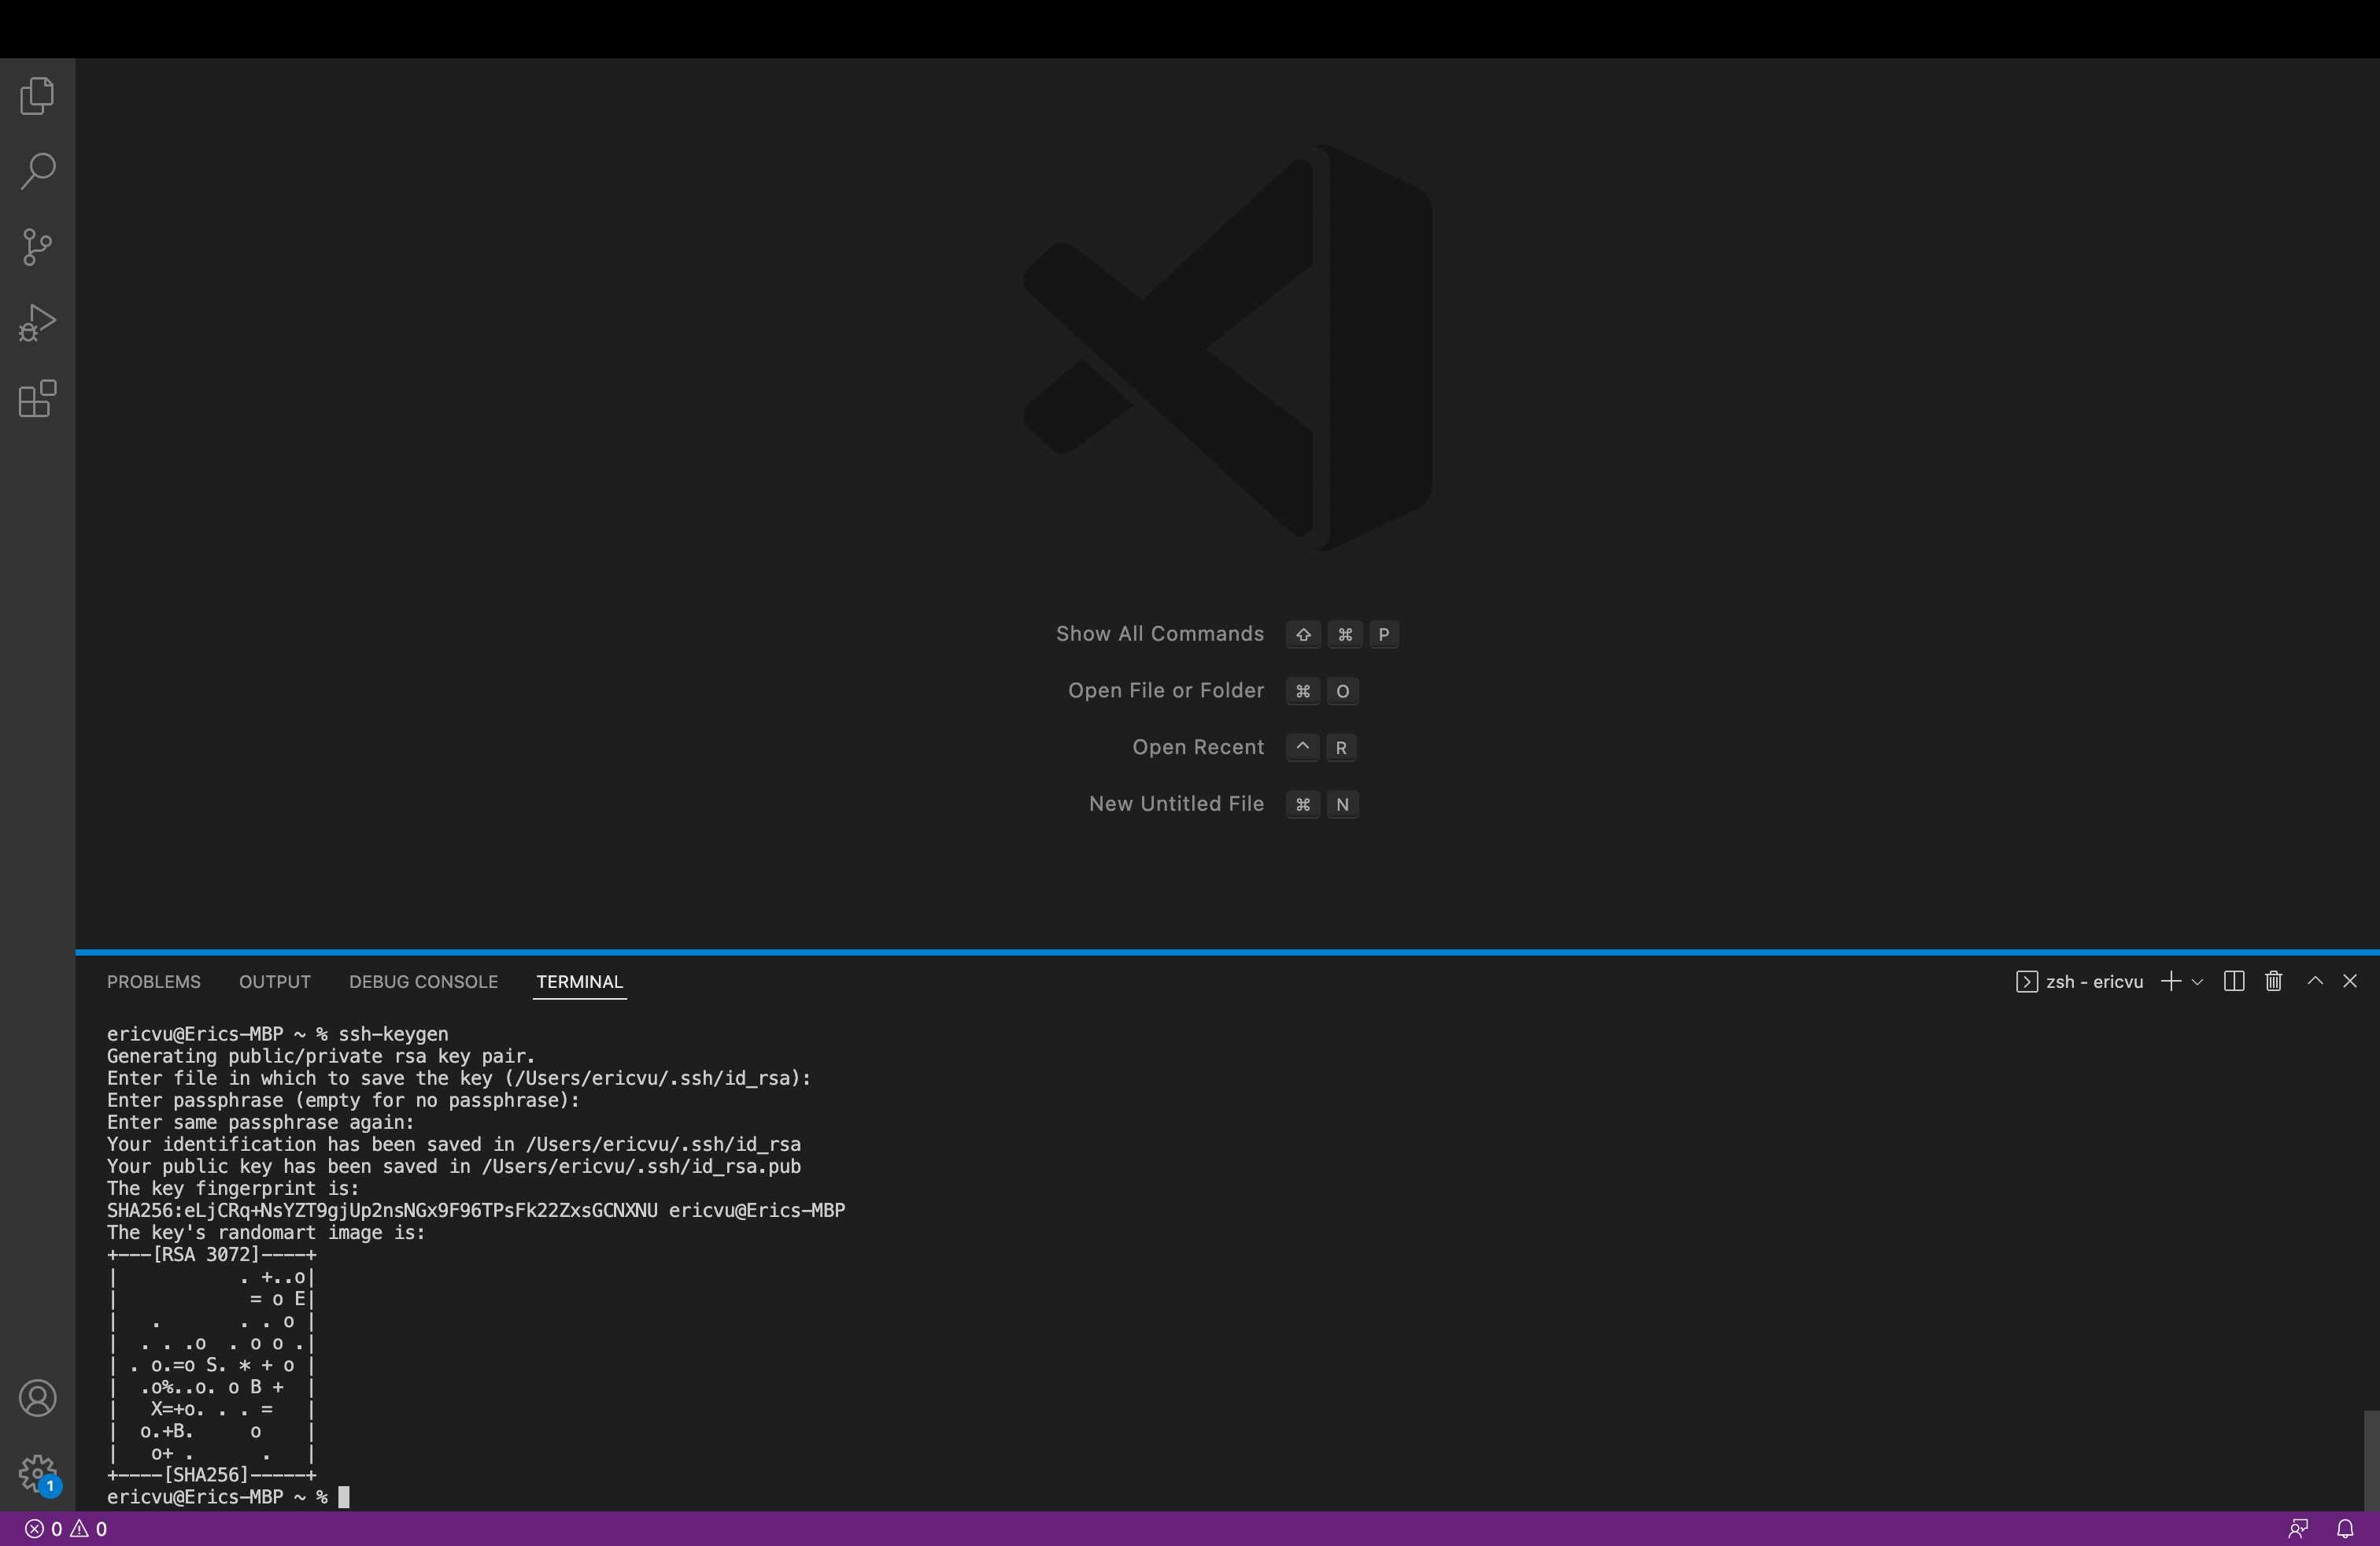 Show All Commands ⇧ ⌘ P
Open File or Folder ⌘ O
Open Recent ^ R
New Untitled File ⌘ N
PROBLEMS OUTPUT DEBUG CONSOLE TERMINAL zsh - ericvu
ericvu@Erics-MBP ~ % ssh-keygen
Generating public/private rsa key pair.
Enter file in which to save the key (/Users/ericvu/.ssh/id_rsa):
Enter passphrase (empty for no passphrase):
Enter same passphrase again:
Your identification has been saved in /Users/ericvu/.ssh/id_rsa
Your public key has been saved in /Users/ericvu/.ssh/id_rsa.pub
The key fingerprint is:
SHA256:eLjCRq+NsYZT9gjUp2nsNGx9F96TPsFk22ZxsGCNXNU ericvu@Erics-MBP
The key's randomart image is:
+---[RSA 3072]----+
|           . +..o|
|            = o E|
|   .       . . o |
|  . . .o  . o o .|
| . o.=o S. * + o |
|  .o%..o. o B +  |
|   X=+o. . . =   |
|  o.+B.     o    |
|   o+ .      .   |
+----[SHA256]-----+
ericvu@Erics-MBP ~ %
1
0 0